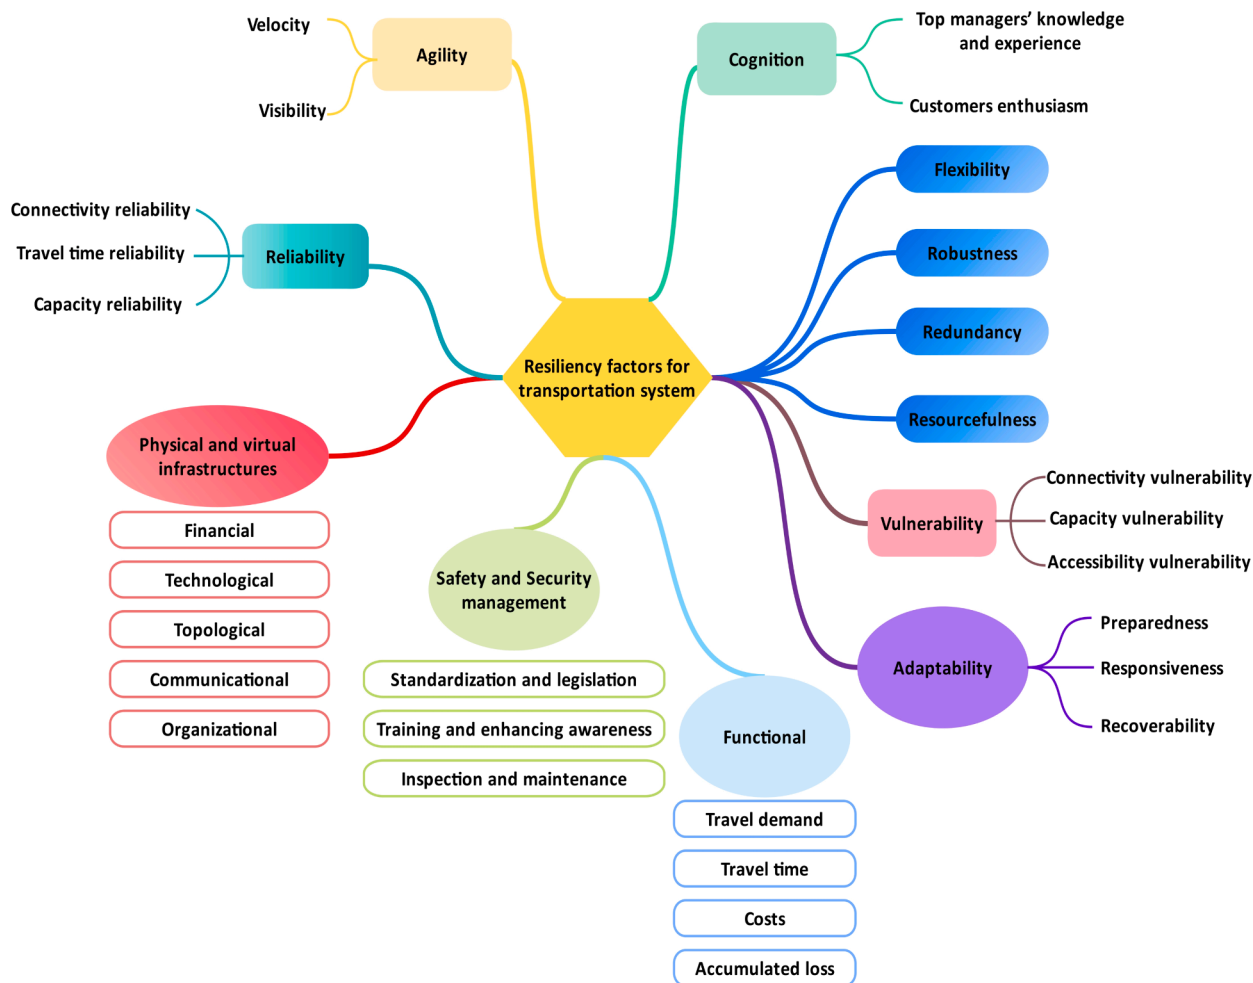 Velocity
Agility
Visibility
Cognition
Top managers’ knowledge
and experience
Customers enthusiasm
Connectivity reliability
Travel time reliability
Capacity reliability
Reliability
Flexibility
Robustness
Redundancy
Resourcefulness
Resiliency factors for
transportation system
Physical and virtual
infrastructures
Financial
Technological
Topological
Communicational
Organizational
Safety and Security
management
Standardization and legislation
Training and enhancing awareness
Inspection and maintenance
Functional
Travel demand
Travel time
Costs
Accumulated loss
Vulnerability
Connectivity vulnerability
Capacity vulnerability
Accessibility vulnerability
Adaptability
Preparedness
Responsiveness
Recoverability